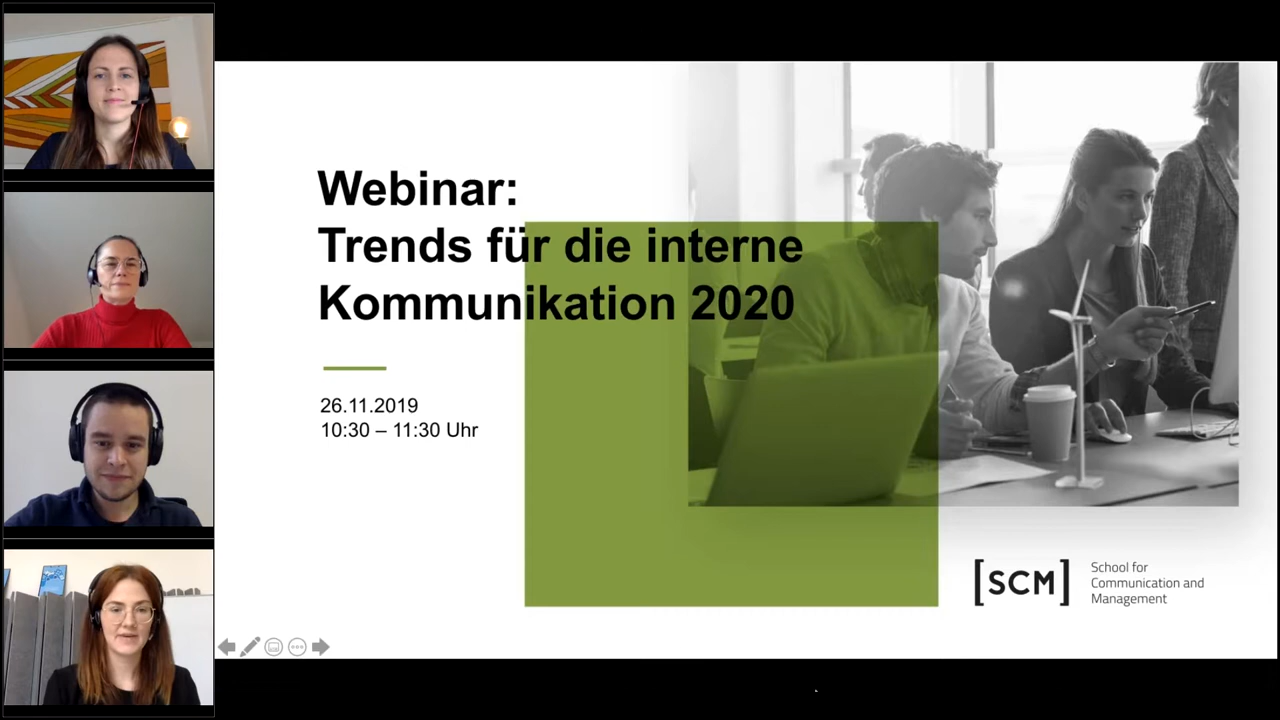 Webinar:
Trends für die interne
Kommunikation 2020
26.11.2019
10:30 – 11:30 Uhr
[SCM]
School for
Communication and
Management